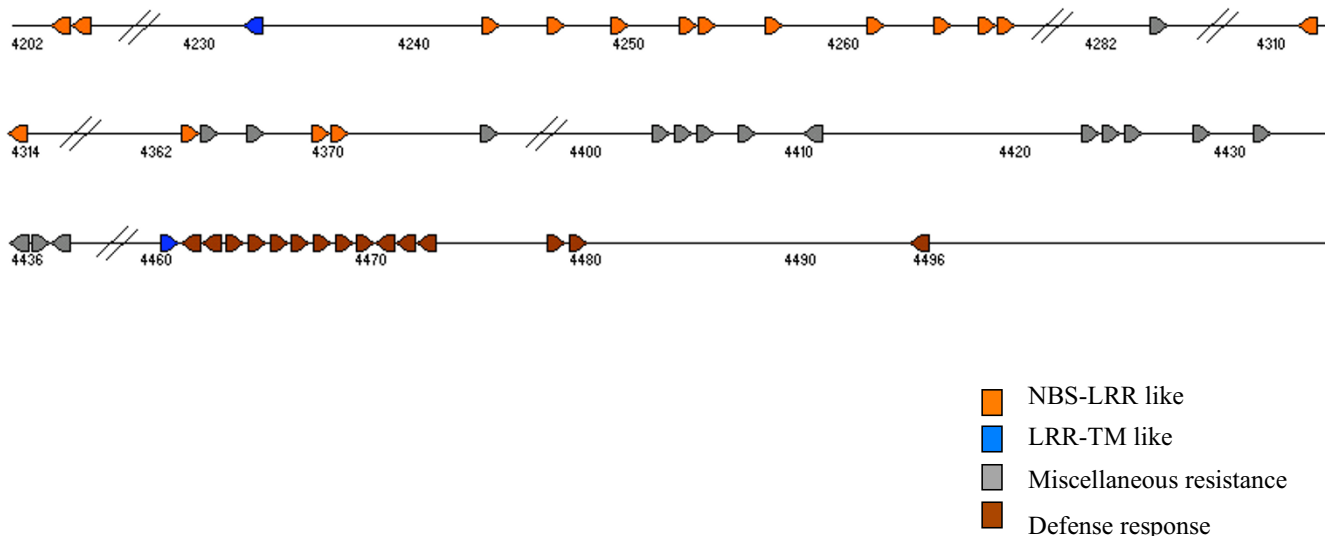 4202 4230 4240 4250 4260 4282 4310
4314 4362 4370 4400 4410 4420 4430
4436 4460 4470 4480 4490 4496
NBS-LRR like
LRR-TM like
Miscellaneous resistance
Defense response